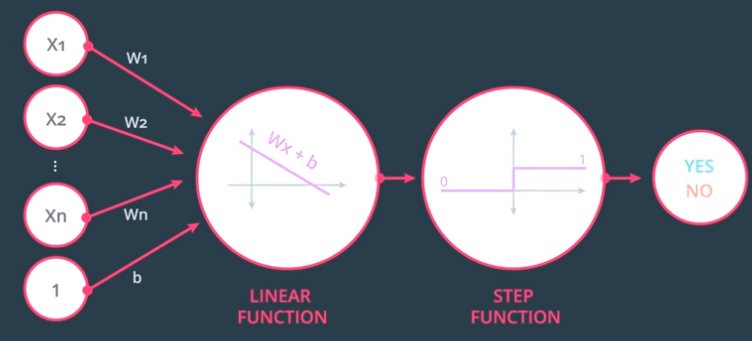 X1
W1
X2
W2
Xn
Wn
1
b
Wx + b
LINEAR
FUNCTION
0
1
STEP
FUNCTION
YES
NO